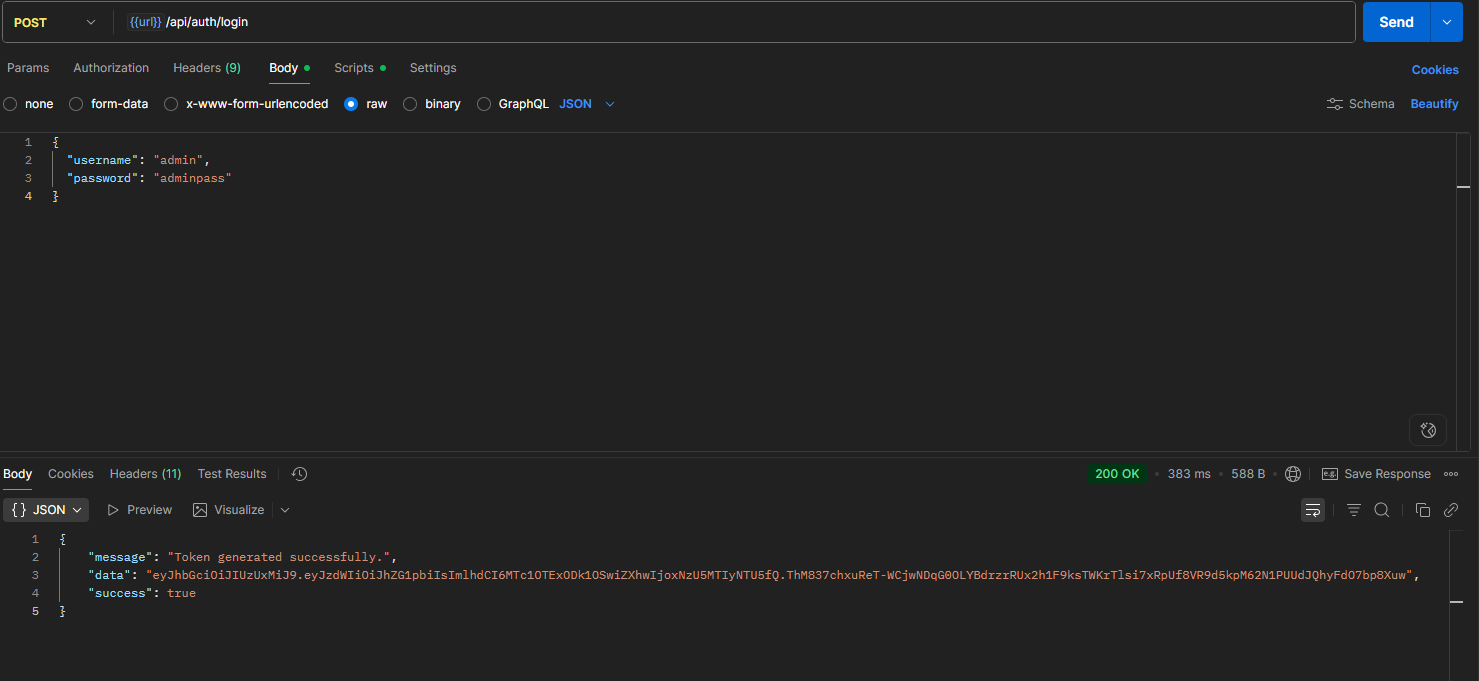 POST {{url}} /api/auth/login Send
Params Authorization Headers (9) Body Scripts Settings Cookies
none form-data x-www-form-urlencoded raw binary GraphQL JSON Schema Beautify
1 {
2 "username": "admin",
3 "password": "adminpass"
4 }
Body Cookies Headers (11) Test Results 200 OK • 383 ms • 588 B • e.g. Save Response
{} JSON Preview Visualize
1 {
2 "message": "Token generated successfully.",
3 "data": "eyJhbGciOiJIUzUxMiJ9.eyJzdWIiOiJhZG1pbiIsImlhdCI6MTc1OTExODk1OSwiZXhwIjoxNzU5MTIyNTU5fQ.ThM837chxuReT-WCjwNDqG0OLYBdrzrRUx2h1F9ksTWKrTlsi7xRpUf8VR9d5kpM62N1PUUdJQhyFdO7bp8Xuw",
4 "success": true
5 }